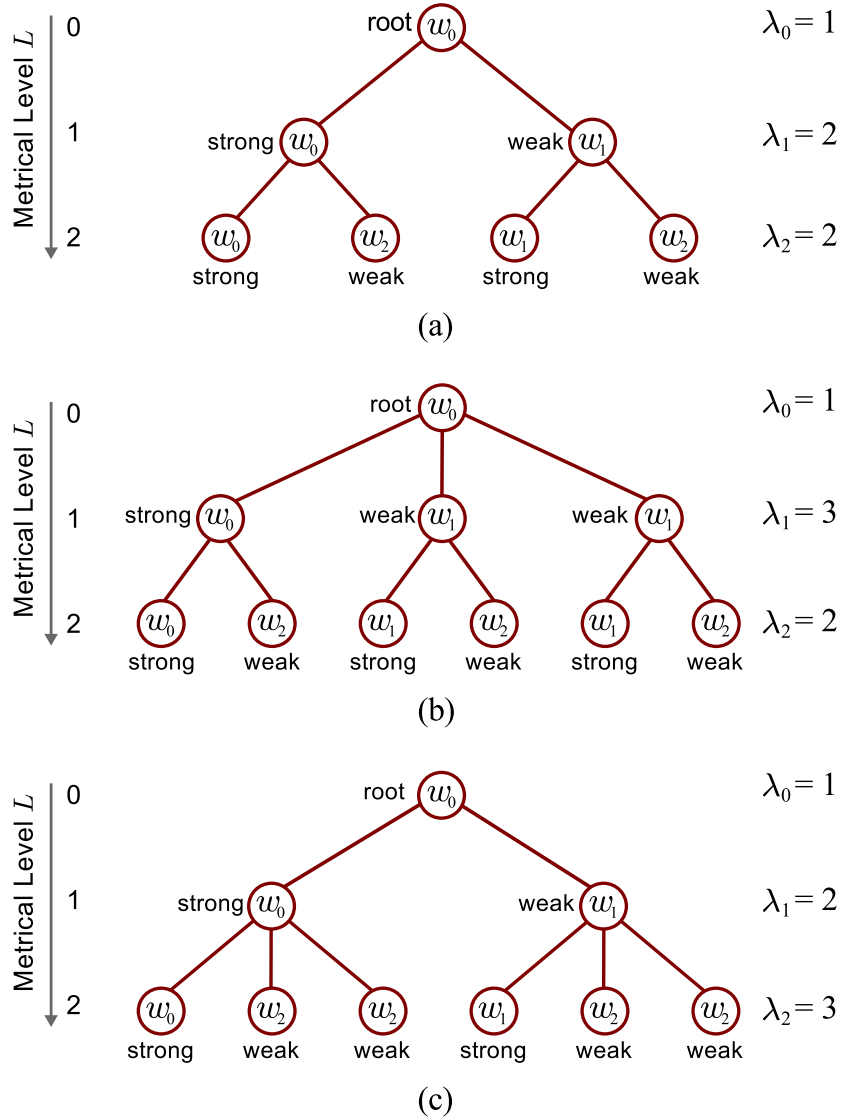 0 root w₀ λ₀ = 1
1 strong w₀ weak w₁ λ₁ = 2
2 w₀ w₂ w₁ w₂ λ₂ = 2
strong weak strong weak
Metrical Level L
(a)
0 root w₀ λ₀ = 1
1 strong w₀ weak w₁ weak w₁ λ₁ = 3
2 w₀ w₂ w₁ w₂ w₁ w₂ λ₂ = 2
strong weak strong weak strong weak
Metrical Level L
(b)
0 root w₀ λ₀ = 1
1 strong w₀ weak w₁ λ₁ = 2
2 w₀ w₂ w₂ w₁ w₂ w₂ λ₂ = 3
strong weak weak strong weak weak
Metrical Level L
(c)